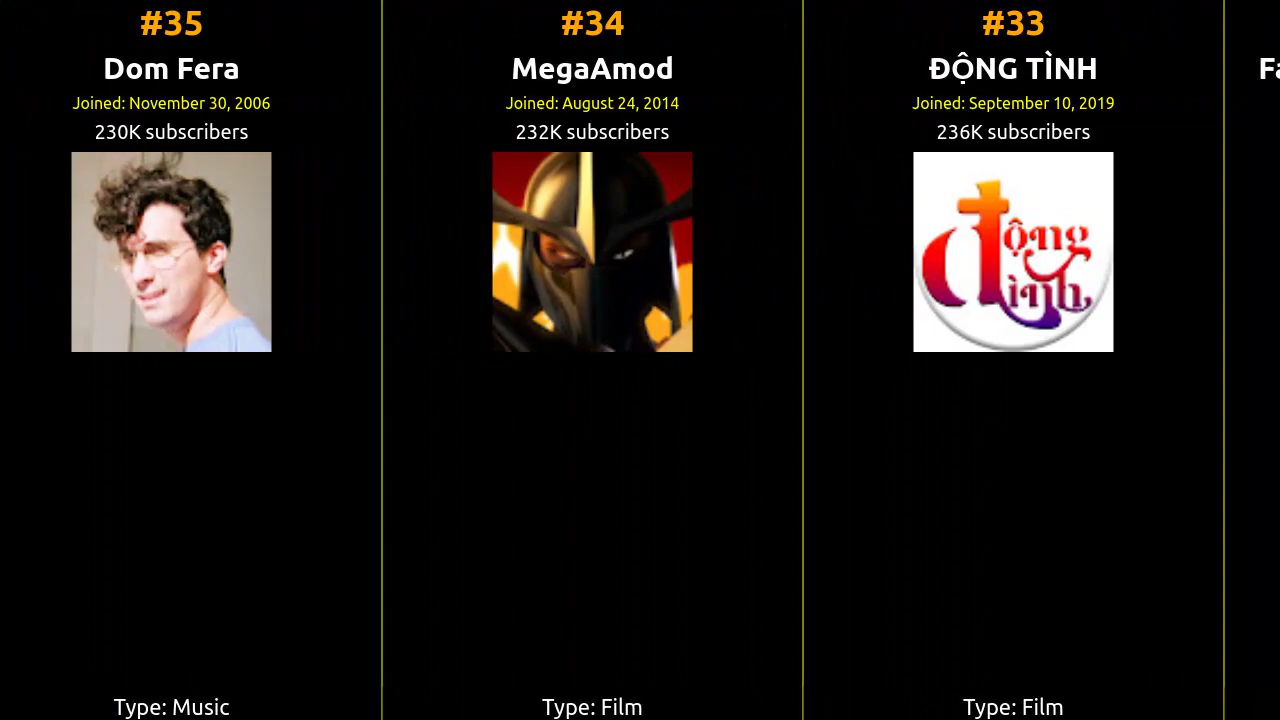 #35
Dom Fera
Joined: November 30, 2006
230K subscribers
Type: Music
#34
MegaAmod
Joined: August 24, 2014
232K subscribers
Type: Film
#33
ĐỘNG TÌNH
Joined: September 10, 2019
236K subscribers
động
tình
Type: Film
Fa